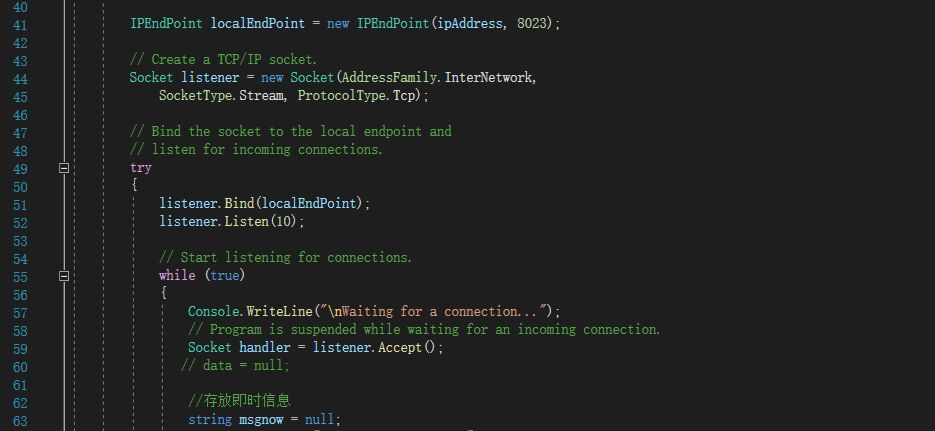 40
41 IPEndPoint localEndPoint = new IPEndPoint(ipAddress, 8023);
42
43 // Create a TCP/IP socket.
44 Socket listener = new Socket(AddressFamily.InterNetwork,
45 SocketType.Stream, ProtocolType.Tcp);
46
47 // Bind the socket to the local endpoint and
48 // listen for incoming connections.
49 try
50 {
51 listener.Bind(localEndPoint);
52 listener.Listen(10);
53
54 // Start listening for connections.
55 while (true)
56 {
57 Console.WriteLine("\nWaiting for a connection...");
58 // Program is suspended while waiting for an incoming connection.
59 Socket handler = listener.Accept();
60 // data = null;
61
62 //存放即时信息
63 string msgnow = null;